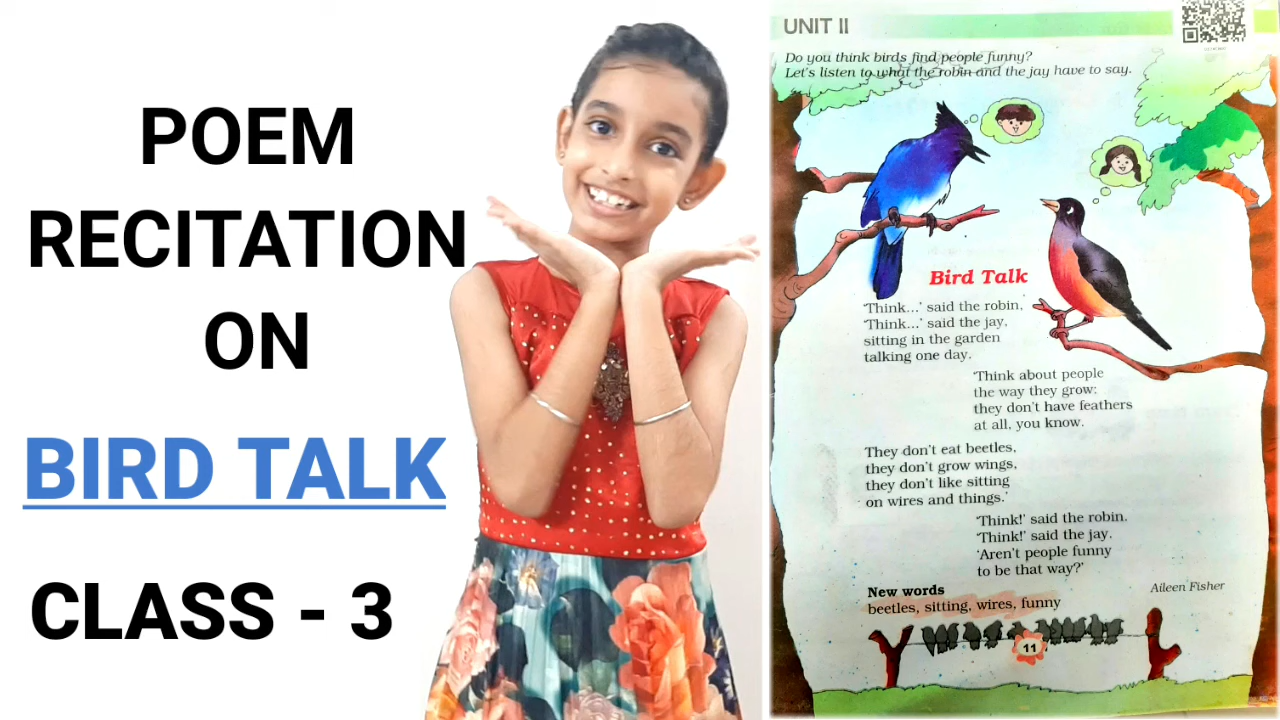 POEM
RECITATION
ON
BIRD TALK
CLASS - 3
UNIT II
Do you think birds find people funny?
Let's listen to what the robin and the jay have to say.
Bird Talk
'Think...' said the robin,
'Think...' said the jay,
sitting in the garden
talking one day.
'Think about people
the way they grow:
they don't have feathers
at all, you know.
They don't eat beetles,
they don't grow wings,
they don't like sitting
on wires and things.'
'Think!' said the robin.
'Think!' said the jay.
'Aren't people funny
to be that way?'
Aileen Fisher
New words
beetles, sitting, wires, funny
11